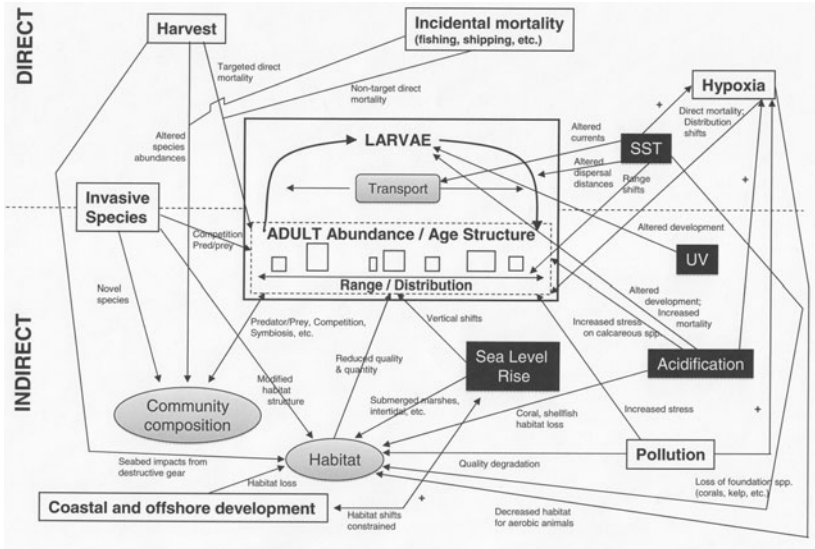 DIRECT
Harvest
Incidental mortality
(fishing, shipping, etc.)
Targeted direct
mortality
Non-target direct
mortality
Hypoxia
Direct mortality;
Distribution
shifts
+
Altered
currents
SST
Altered
species
abundances
LARVAE
Altered
dispersal
distances
Range
shifts
+
Transport
Invasive
Species
Competition
Pred/prey
ADULT Abundance / Age Structure
Altered development
UV
Range / Distribution
Novel
species
Altered
development;
Increased
mortality
INDIRECT
Predator/Prey, Competition,
Symbiosis, etc.
Vertical shifts
Increased stress
on calcareous spp.
Reduced quality
& quantity
Sea Level
Rise
Acidification
Modified
habitat
structure
Community
composition
Submerged marshes,
intertidal, etc.
Coral, shellfish
habitat loss
Increased stress
+
Seabed impacts from
destructive gear
Habitat
Pollution
Quality degradation
Habitat loss
Loss of foundation spp.
(corals, kelp, etc.)
Coastal and offshore development
+
Habitat shifts
constrained
Decreased habitat
for aerobic animals